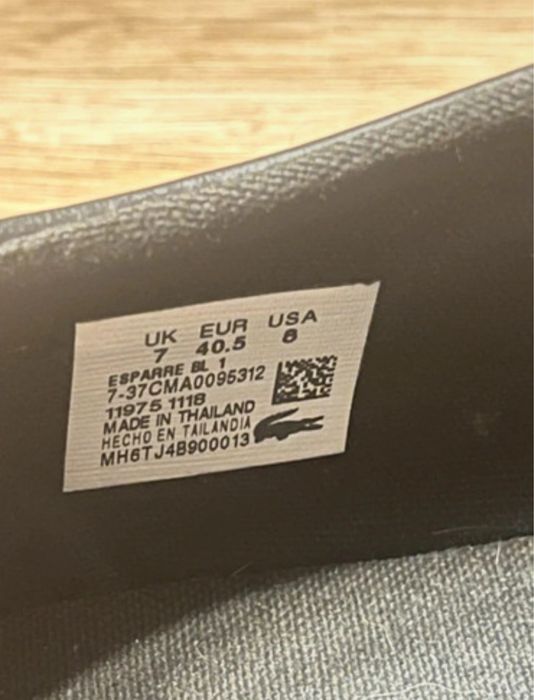 UK EUR USA
7 40.5 8
ESPARRE BL 1
7-37CMA0095312
11975 1118
MADE IN THAILAND
HECHO EN TAILANDIA
MH6TJ4B900013